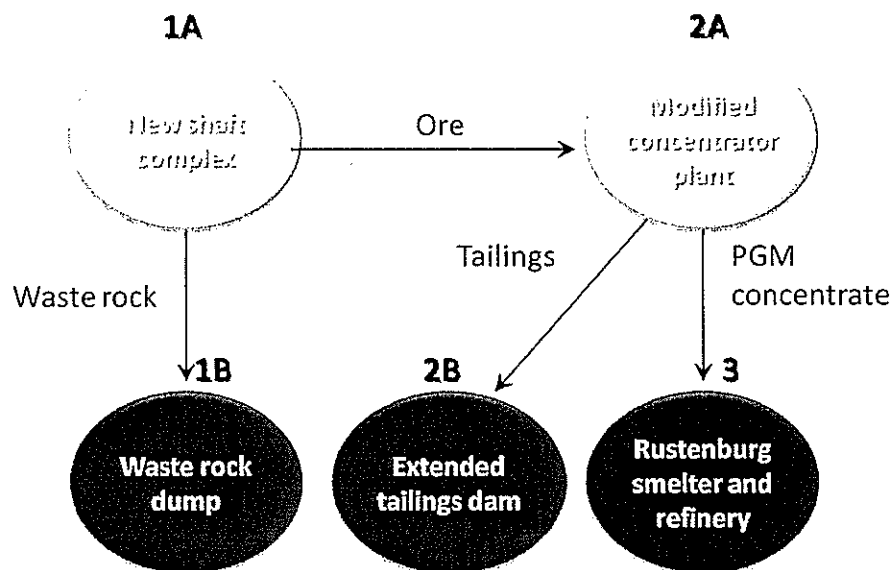 1A
2A
New shaft
complex
Ore
Modified
concentrator
plant
Waste rock
Tailings
PGM
concentrate
1B
2B
3
Waste rock
dump
Extended
tailings dam
Rustenburg
smelter and
refinery